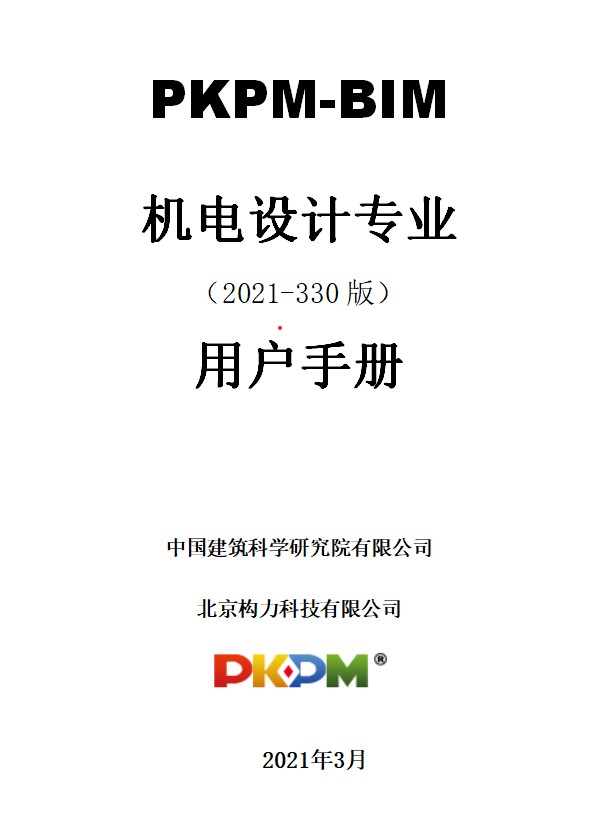 PKPM-BIM
机电设计专业
（2021-330 版）
用户手册
中国建筑科学研究院有限公司
北京构力科技有限公司
PKPM®
2021年3月